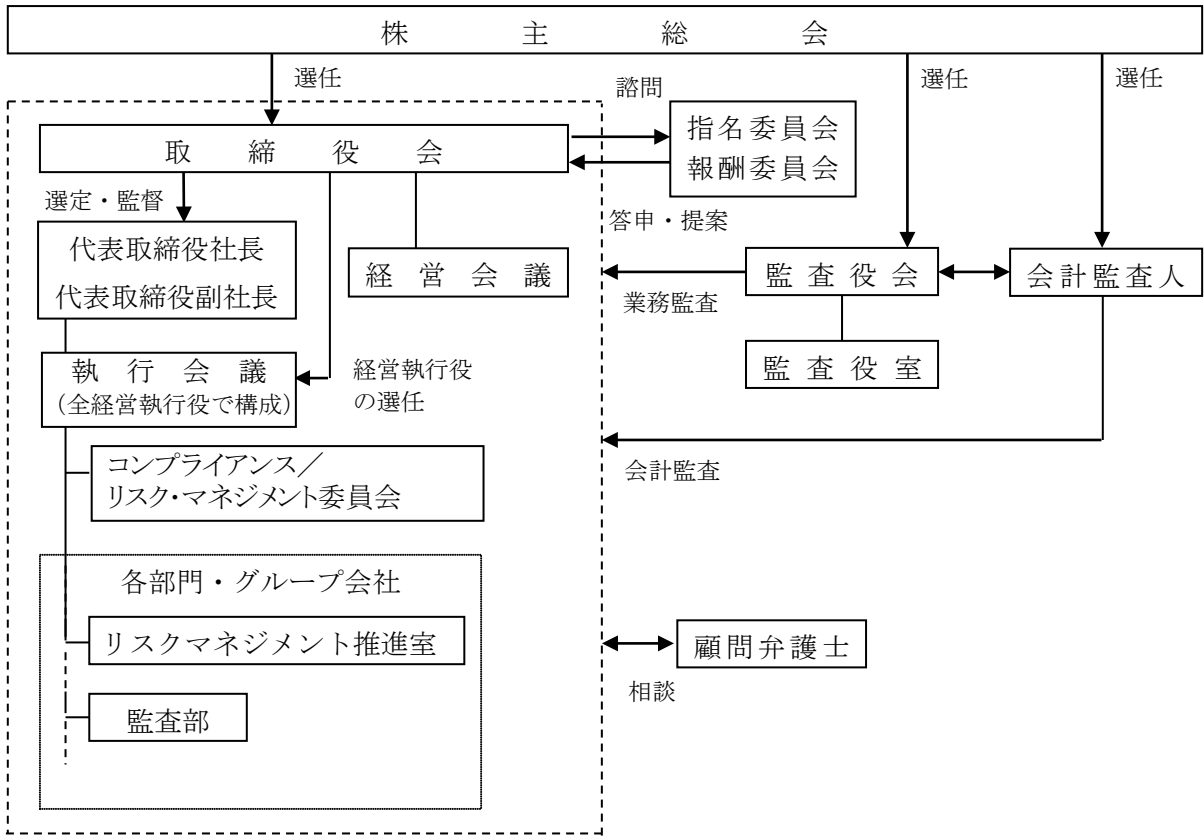 株主総会
選任
選任
選任
諮問
取締役会
指名委員会
報酬委員会
選定・監督
答申・提案
代表取締役社長
代表取締役副社長
経営会議
監査役会
会計監査人
業務監査
執行会議
(全経営執行役で構成)
経営執行役
の選任
監査役室
コンプライアンス／
リスク・マネジメント委員会
会計監査
各部門・グループ会社
リスクマネジメント推進室
顧問弁護士
相談
監査部